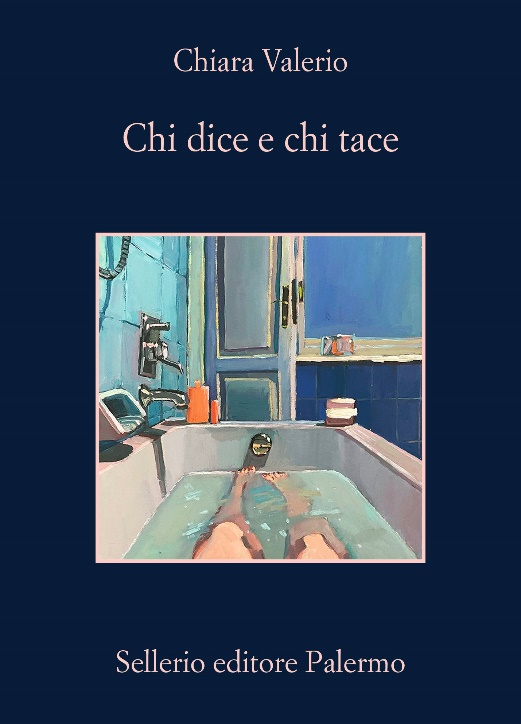 Chiara Valerio
Chi dice e chi tace
Sellerio editore Palermo